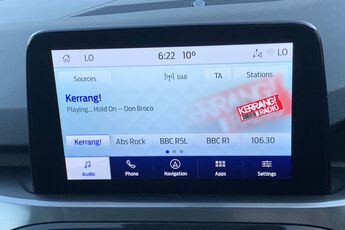 LO 6:22 10° LO
Sources DAB TA Stations
Kerrang!
Playing... Hold On – Don Broco
KERRANG!
KERRANG!
RADIO
Kerrang! Abs Rock BBC R5L BBC R1 106.30
Audio Phone Navigation Apps Settings